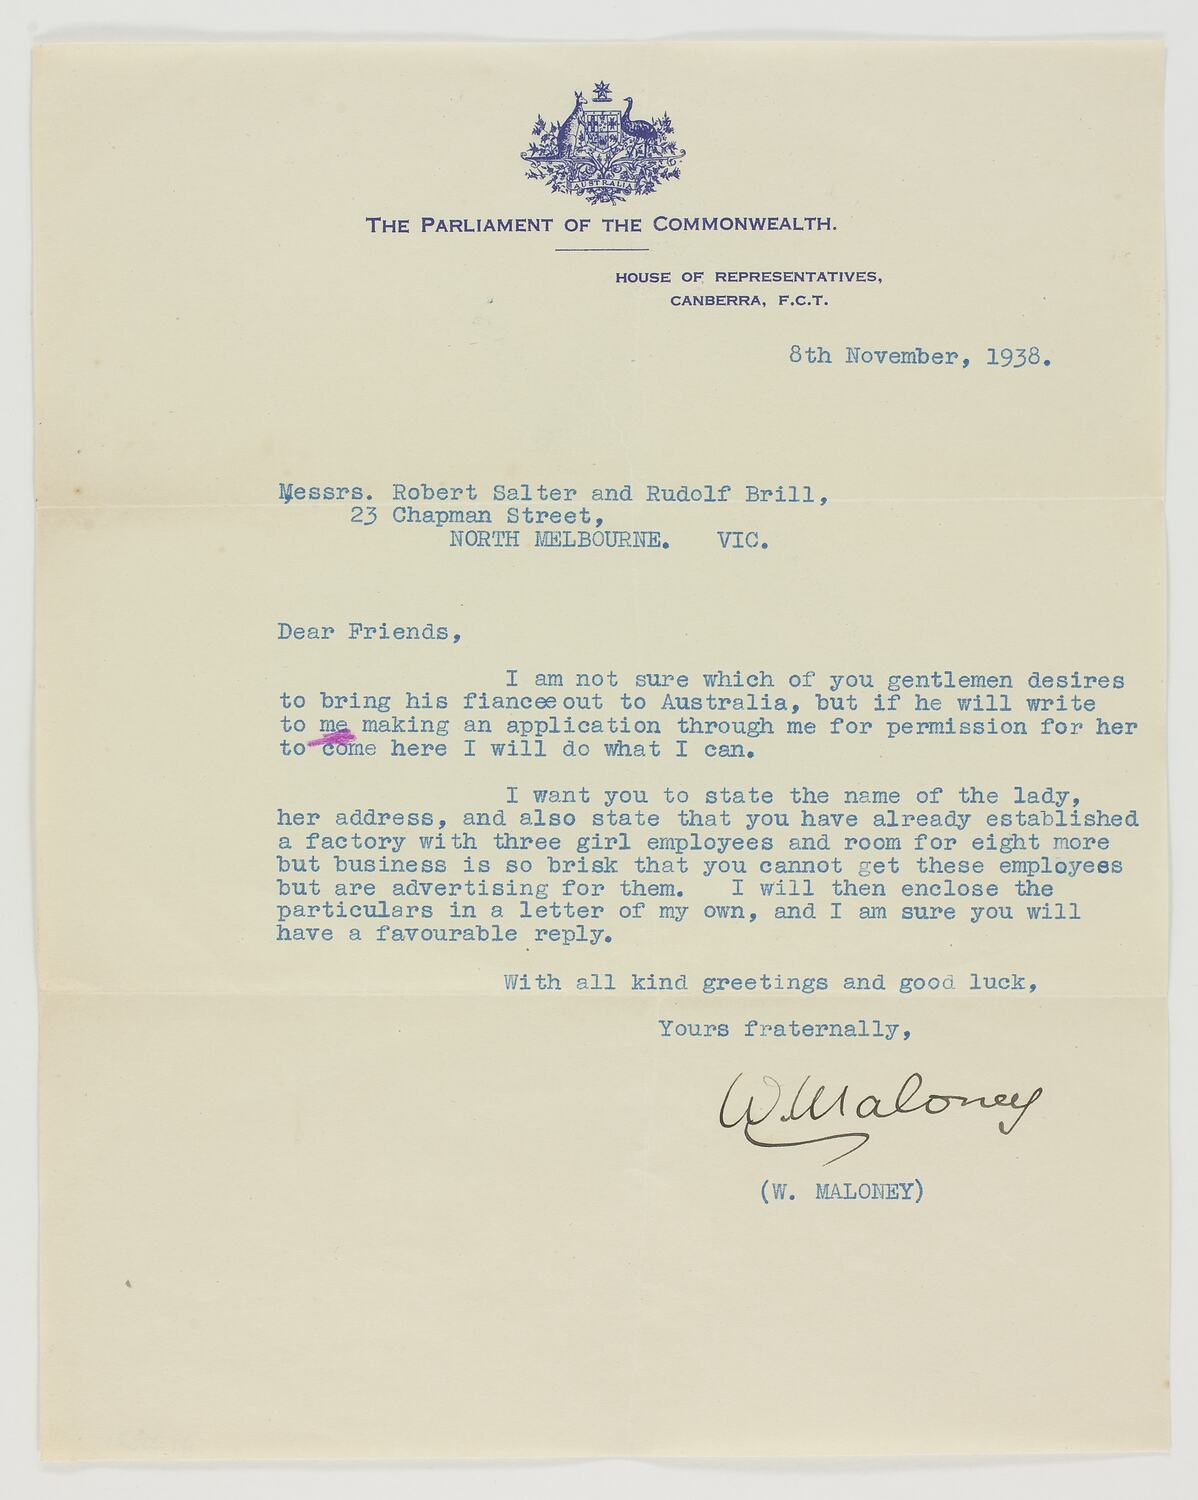 AUSTRALIA
THE PARLIAMENT OF THE COMMONWEALTH.
HOUSE OF REPRESENTATIVES,
CANBERRA, F.C.T.
8th November, 1938.
Messrs. Robert Salter and Rudolf Brill,
23 Chapman Street,
NORTH MELBOURNE. VIC.
Dear Friends,
I am not sure which of you gentlemen desires
to bring his fiancee out to Australia, but if he will write
to me making an application through me for permission for her
to come here I will do what I can.
I want you to state the name of the lady,
her address, and also state that you have already established
a factory with three girl employees and room for eight more
but business is so brisk that you cannot get these employees
but are advertising for them. I will then enclose the
particulars in a letter of my own, and I am sure you will
have a favourable reply.
With all kind greetings and good luck,
Yours fraternally,
W. Maloney
(W. MALONEY)